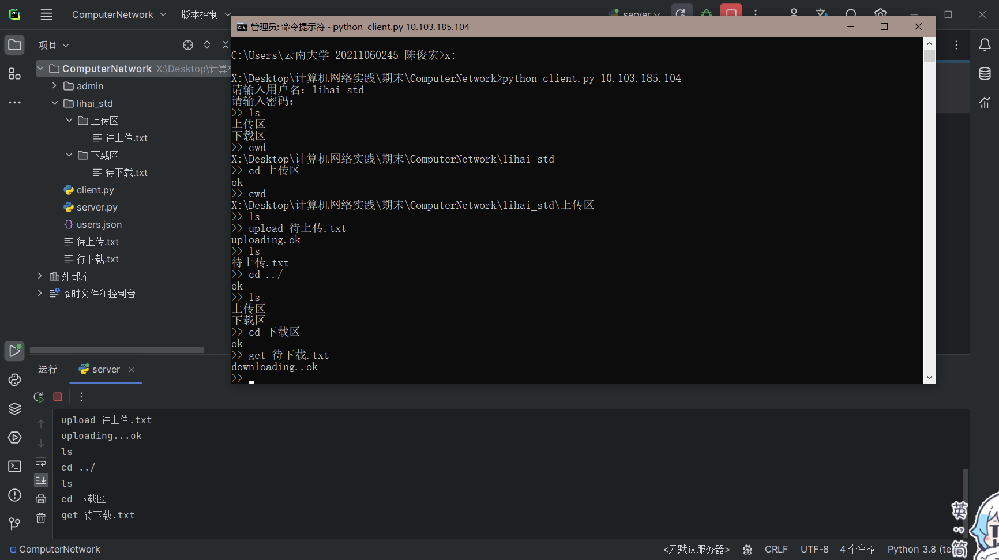 ComputerNetwork
版本控制
server
项目
ComputerNetwork X:\Desktop\计算
admin
lihai_std
上传区
待上传.txt
下载区
待下载.txt
client.py
server.py
users.json
待上传.txt
待下载.txt
外部库
临时文件和控制台
管理员: 命令提示符 - python client.py 10.103.185.104
C:\Users\云南大学 20211060245 陈俊宏>x:
X:\Desktop\计算机网络实践\期末\ComputerNetwork>python client.py 10.103.185.104
请输入用户名: lihai_std
请输入密码:
>> ls
上传区
下载区
>> cwd
X:\Desktop\计算机网络实践\期末\ComputerNetwork\lihai_std
>> cd 上传区
ok
>> cwd
X:\Desktop\计算机网络实践\期末\ComputerNetwork\lihai_std\上传区
>> ls
>> upload 待上传.txt
uploading.ok
>> ls
待上传.txt
>> cd ../
ok
>> ls
上传区
下载区
>> cd 下载区
ok
>> get 待下载.txt
downloading..ok
>>
运行
server
upload 待上传.txt
uploading...ok
ls
cd ../
ls
cd 下载区
get 待下载.txt
英
简
ComputerNetwork
<无默认服务器>
CRLF
UTF-8
4 个空格
Python 3.8